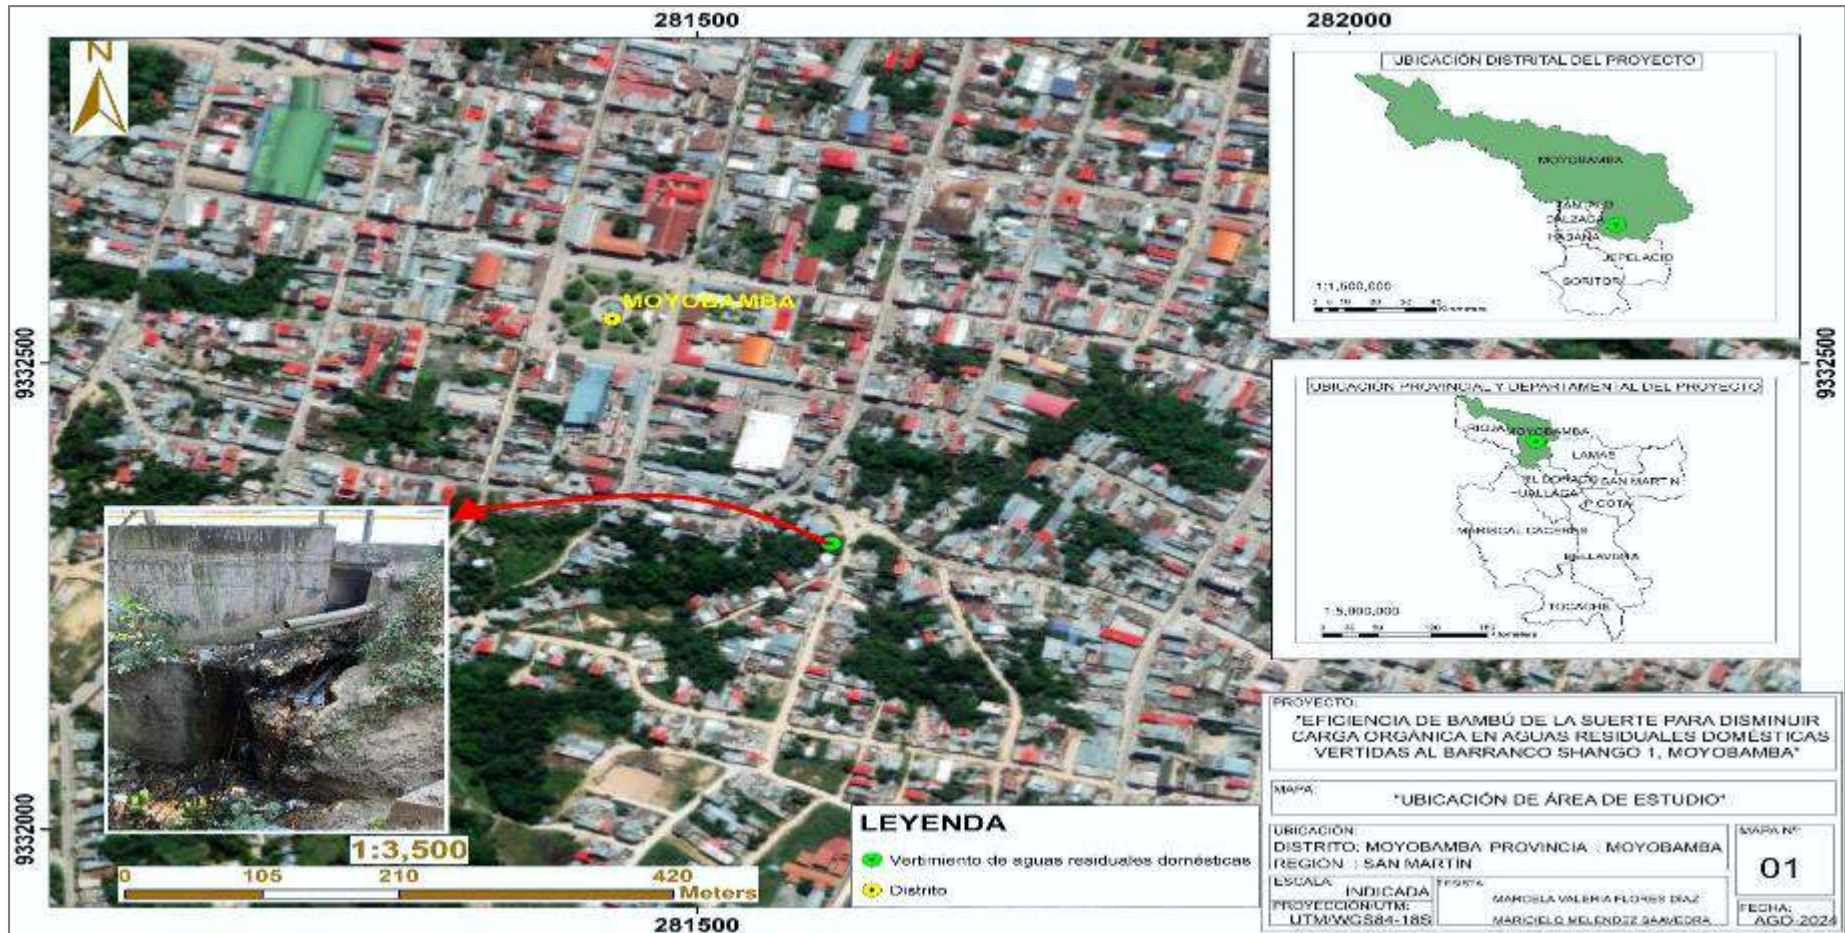 281500
282000
N
UBICACIÓN DISTRITAL DEL PROYECTO
MOYOBAMBA
CALZADA
HABANA
JEPELACIO
SORITOR
1:1,500,000
MOYOBAMBA
9332500
9332500
UBICACIÓN PROVINCIAL Y DEPARTAMENTAL DEL PROYECTO
RIOJA
MOYOBAMBA
LAMAS
EL DORADO
SAN MARTIN
PICOTA
MARISCAL CACERES
BELLAVISTA
TOCACHE
9332000
1:3,500
0 105 210 420
Meters
281500
LEYENDA
Vertimiento de aguas residuales domésticas
Distrito
PROYECTO:
"EFICIENCIA DE BAMBÚ DE LA SUERTE PARA DISMINUIR
CARGA ORGÁNICA EN AGUAS RESIDUALES DOMÉSTICAS
VERTIDAS AL BARRANCO SHANGO 1, MOYOBAMBA"
MAPA:
"UBICACIÓN DE ÁREA DE ESTUDIO"
UBICACIÓN:
DISTRITO: MOYOBAMBA PROVINCIA : MOYOBAMBA
REGIÓN : SAN MARTÍN
MAPA Nº:
01
ESCALA:
INDICADA
PROYECCIÓN/UTM:
UTM/WGS84-18S
TESISTA:
MARCELA VALERIA FLORES DÍAZ
MARICIELO MELÉNDEZ SAAVEDRA
FECHA:
AGO-2024